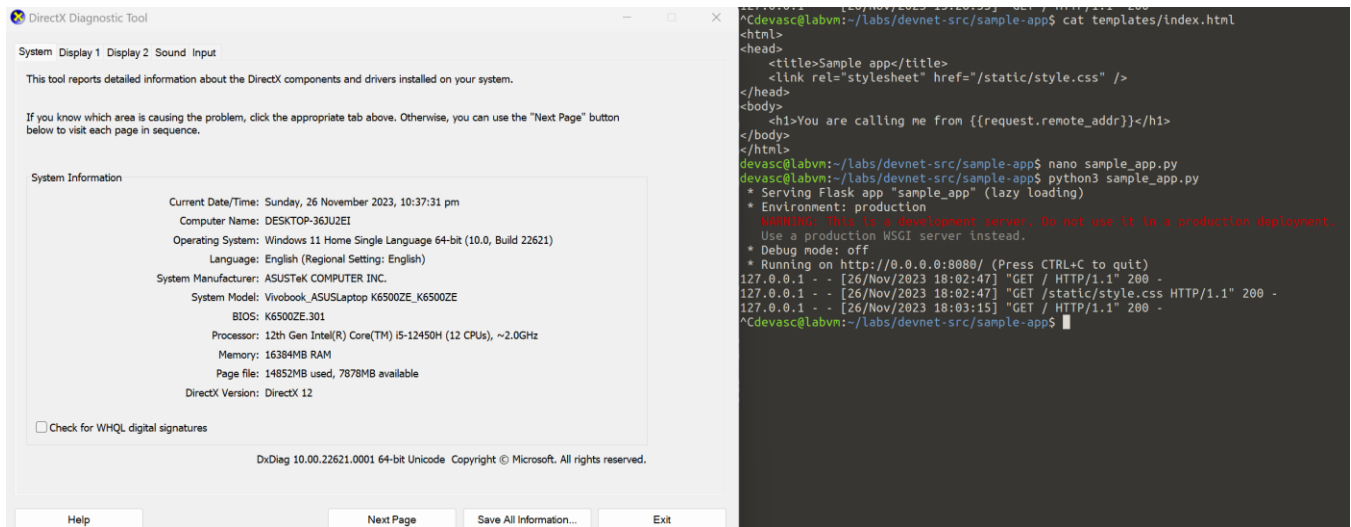 DirectX Diagnostic Tool
System Display 1 Display 2 Sound Input
This tool reports detailed information about the DirectX components and drivers installed on your system.
If you know which area is causing the problem, click the appropriate tab above. Otherwise, you can use the "Next Page" button
below to visit each page in sequence.
System Information
Current Date/Time: Sunday, 26 November 2023, 10:37:31 pm
Computer Name: DESKTOP-36JU2EI
Operating System: Windows 11 Home Single Language 64-bit (10.0, Build 22621)
Language: English (Regional Setting: English)
System Manufacturer: ASUSTeK COMPUTER INC.
System Model: Vivobook_ASUSLaptop K6500ZE_K6500ZE
BIOS: K6500ZE.301
Processor: 12th Gen Intel(R) Core(TM) i5-12450H (12 CPUs), ~2.0GHz
Memory: 16384MB RAM
Page file: 14852MB used, 7878MB available
DirectX Version: DirectX 12
Check for WHQL digital signatures
DxDiag 10.00.22621.0001 64-bit Unicode Copyright © Microsoft. All rights reserved.
Help Next Page Save All Information... Exit
^Cdevasc@labvm:~/labs/devnet-src/sample-app$ cat templates/index.html
<html>
<head>
    <title>Sample app</title>
    <link rel="stylesheet" href="/static/style.css" />
</head>
<body>
    <h1>You are calling me from {{request.remote_addr}}</h1>
</body>
</html>
devasc@labvm:~/labs/devnet-src/sample-app$ nano sample_app.py
devasc@labvm:~/labs/devnet-src/sample-app$ python3 sample_app.py
 * Serving Flask app "sample_app" (lazy loading)
 * Environment: production
   WARNING: This is a development server. Do not use it in a production deployment.
   Use a production WSGI server instead.
 * Debug mode: off
 * Running on http://0.0.0.0:8080/ (Press CTRL+C to quit)
127.0.0.1 - - [26/Nov/2023 18:02:47] "GET / HTTP/1.1" 200 -
127.0.0.1 - - [26/Nov/2023 18:02:47] "GET /static/style.css HTTP/1.1" 200 -
127.0.0.1 - - [26/Nov/2023 18:03:15] "GET / HTTP/1.1" 200 -
^Cdevasc@labvm:~/labs/devnet-src/sample-app$